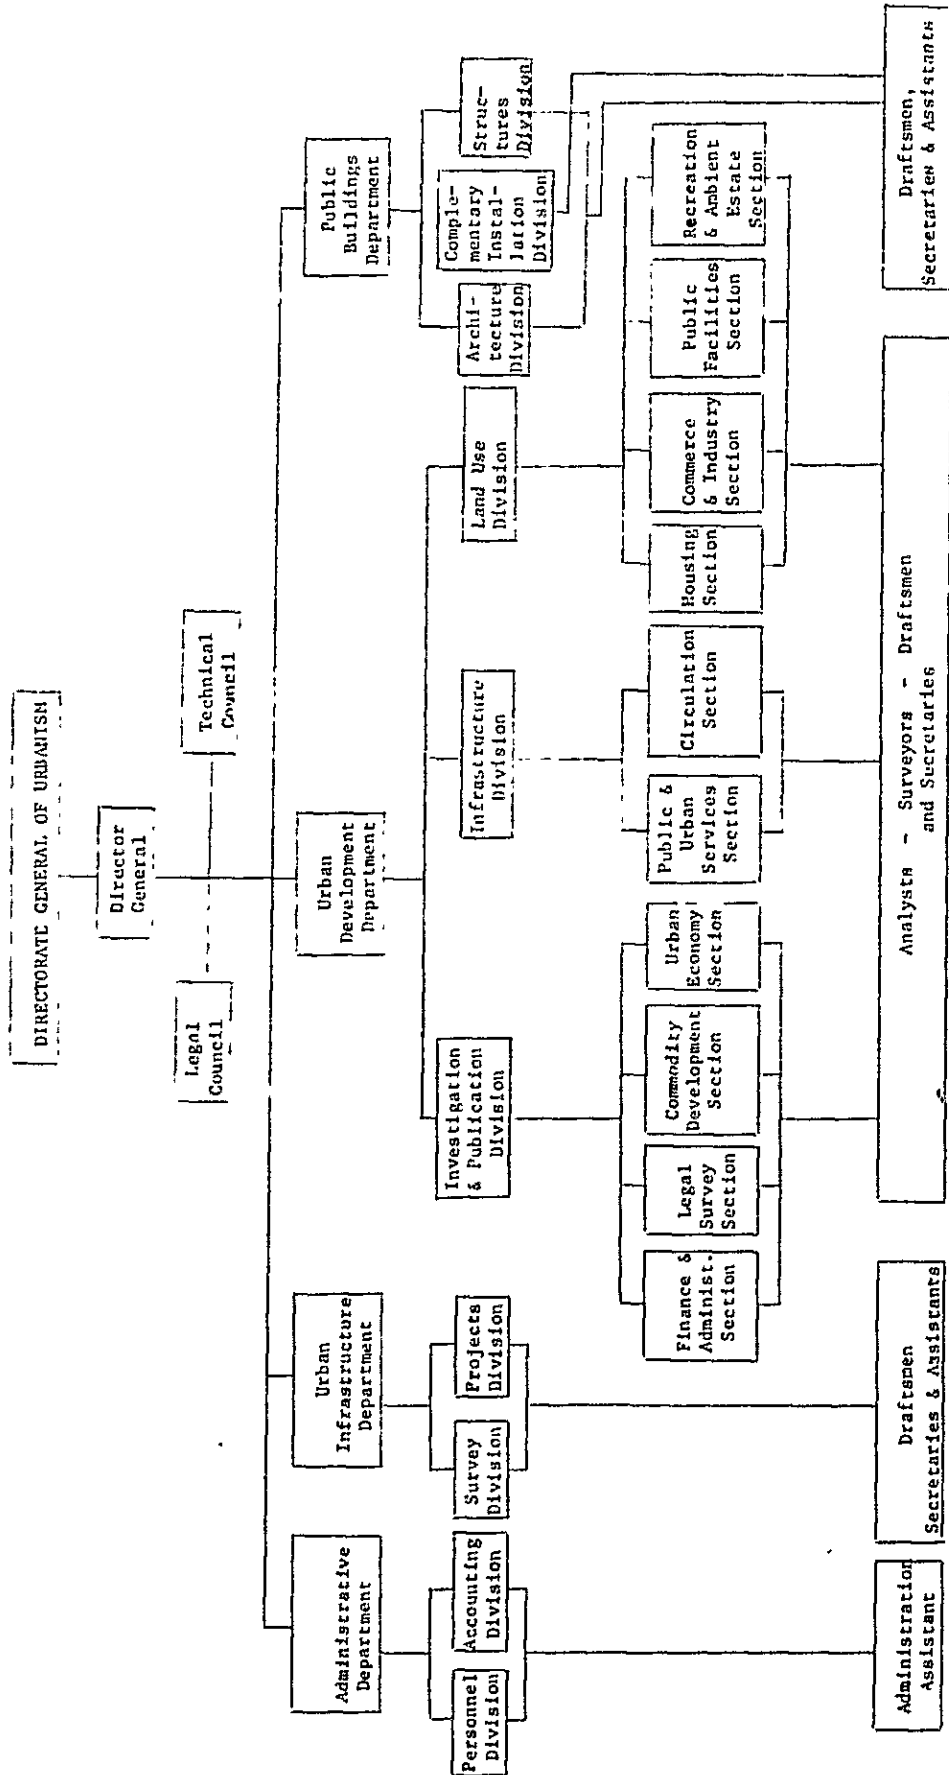 DIRECTORATE GENERAL OF URBANISM
Director
General
Legal
Council
Technical
Council
Administrative
Department
Urban
Infrastructure
Department
Urban
Development
Department
Public
Buildings
Department
Personnel
Division
Accounting
Division
Survey
Division
Projects
Division
Investigation
& Publication
Division
Infrastructure
Division
Land Use
Division
Archi-
tecture
Division
Comple-
mentary
Instal-
lation
Division
Struc-
tures
Division
Finance &
Administ.
Section
Legal
Survey
Section
Commodity
Development
Section
Urban
Economy
Section
Public &
Urban
Services
Section
Circulation
Section
Housing
Section
Commerce
& Industry
Section
Public
Facilities
Section
Recreation
& Ambient
Estate
Section
Administration
Assistant
Draftsmen
Secretaries & Assistants
Analysts - Surveyors - Draftsmen
and Secretaries
Draftsmen,
Secretaries & Assistants